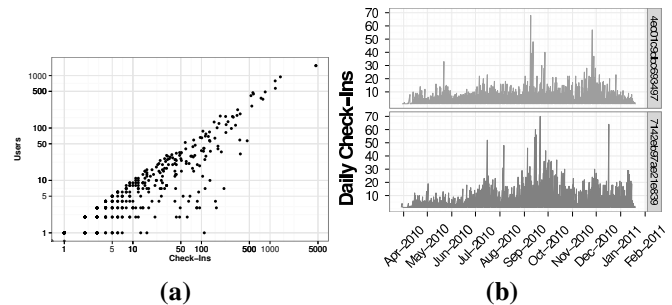 1000
500
100
50
10
5
1
Users
1
5
10
50
100
500
1000
5000
Check−Ins
(a)
Daily Check−Ins
70
60
50
40
30
20
10
70
60
50
40
30
20
10
7142eb97ae21e839
Apr−2010
May−2010
Jun−2010
Jul−2010
Aug−2010
Sep−2010
Oct−2010
Nov−2010
Dec−2010
Jan−2011
Feb−2011
(b)